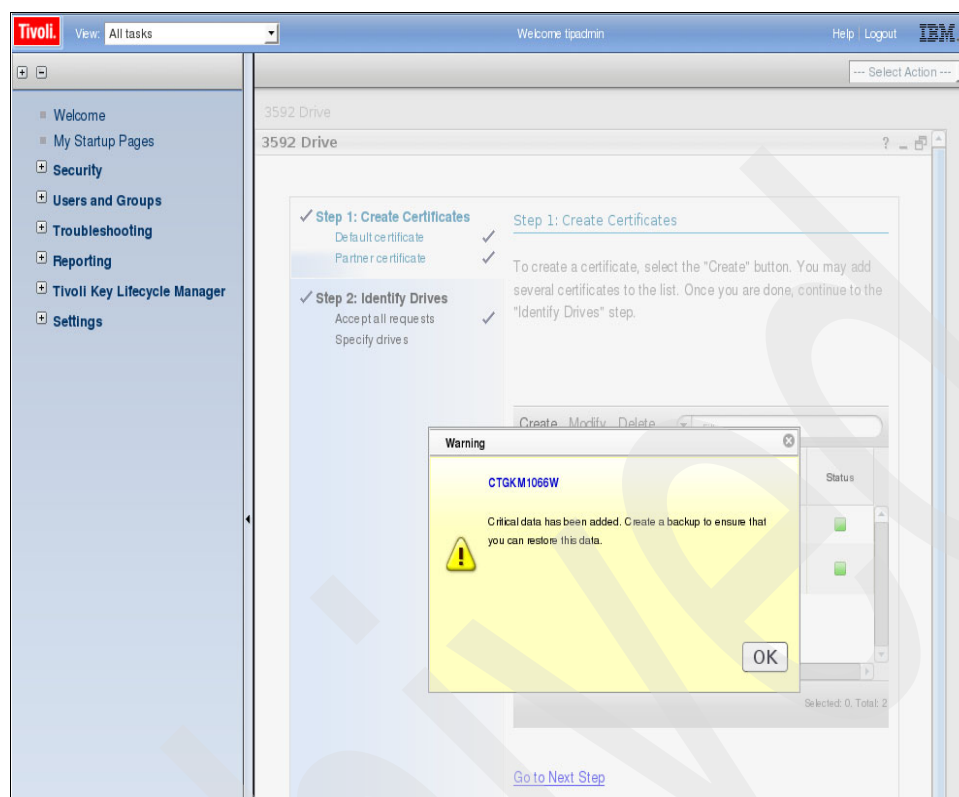 Tivoli. View: All tasks Welcome tipadmin Help | Logout IBM.
--- Select Action ---
Welcome
My Startup Pages
Security
Users and Groups
Troubleshooting
Reporting
Tivoli Key Lifecycle Manager
Settings
3592 Drive
3592 Drive
Step 1: Create Certificates
Default certificate
Partner certificate
Step 2: Identify Drives
Accept all requests
Specify drives
Step 1: Create Certificates
To create a certificate, select the "Create" button. You may add
several certificates to the list. Once you are done, continue to the
"Identify Drives" step.
Create Modify Delete
Status
Warning
CTGKM1066W
Critical data has been added. Create a backup to ensure that
you can restore this data.
OK
Selected: 0. Total: 2
Go to Next Step